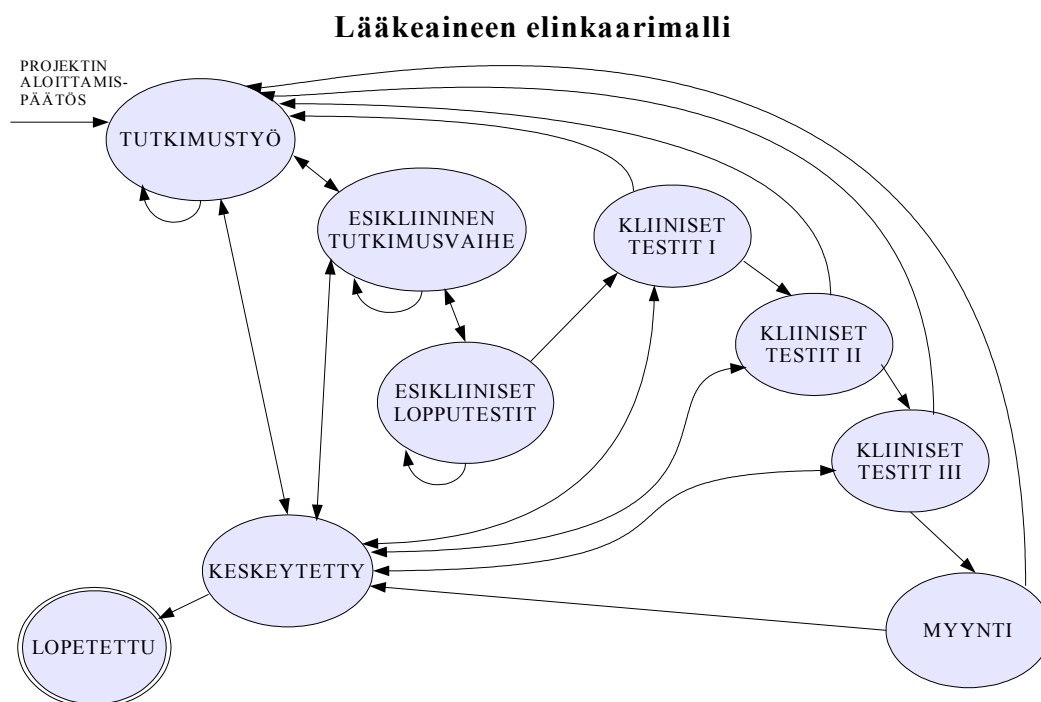 Lääkeaineen elinkaarimalli
PROJEKTIN
ALOITTAMIS-
PÄÄTÖS
TUTKIMUSTYÖ
ESIKLIININEN
TUTKIMUSVAIHE
KLIINISET
TESTIT I
KLIINISET
TESTIT II
ESIKLIINISET
LOPPUTESTIT
KLIINISET
TESTIT III
KESKEYTETTY
LOPETETTU
MYYNTI